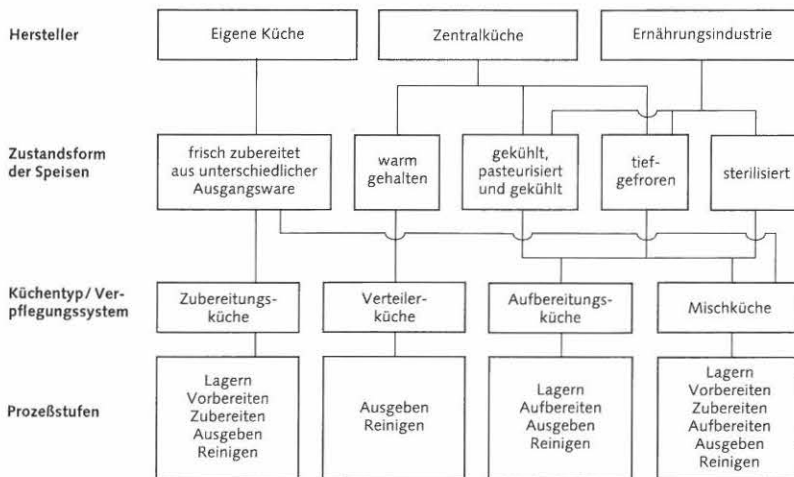 Hersteller
Eigene Küche
Zentralküche
Ernährungsindustrie
Zustandsform
der Speisen
frisch zubereitet
aus unterschiedlicher
Ausgangsware
warm
gehalten
gekühlt,
pasteurisiert
und gekühlt
tief-
gefroren
sterilisiert
Küchentyp/Ver-
pflegungssystem
Zubereitungs-
küche
Verteiler-
küche
Aufbereitungs-
küche
Mischküche
Prozeßstufen
Lagern
Vorbereiten
Zubereiten
Ausgeben
Reinigen
Ausgeben
Reinigen
Lagern
Aufbereiten
Ausgeben
Reinigen
Lagern
Vorbereiten
Zubereiten
Aufbereiten
Ausgeben
Reinigen